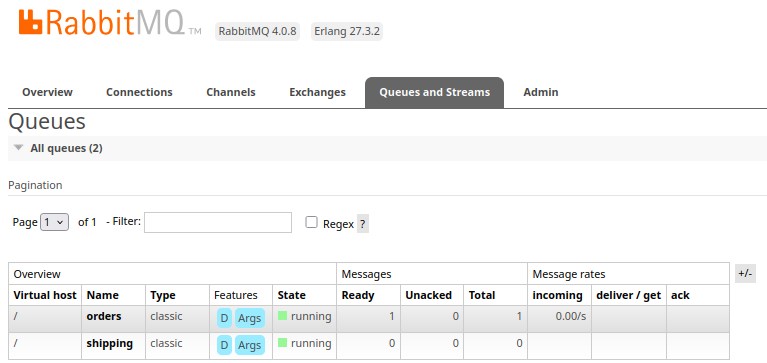 RabbitMQ TM RabbitMQ 4.0.8 Erlang 27.3.2
Overview Connections Channels Exchanges Queues and Streams Admin
Queues
All queues (2)
Pagination
Page 1 of 1 - Filter: Regex ?
Overview Messages Message rates +/-
Virtual host Name Type Features State Ready Unacked Total incoming deliver / get ack
/ orders classic D Args running 1 0 1 0.00/s
/ shipping classic D Args running 0 0 0